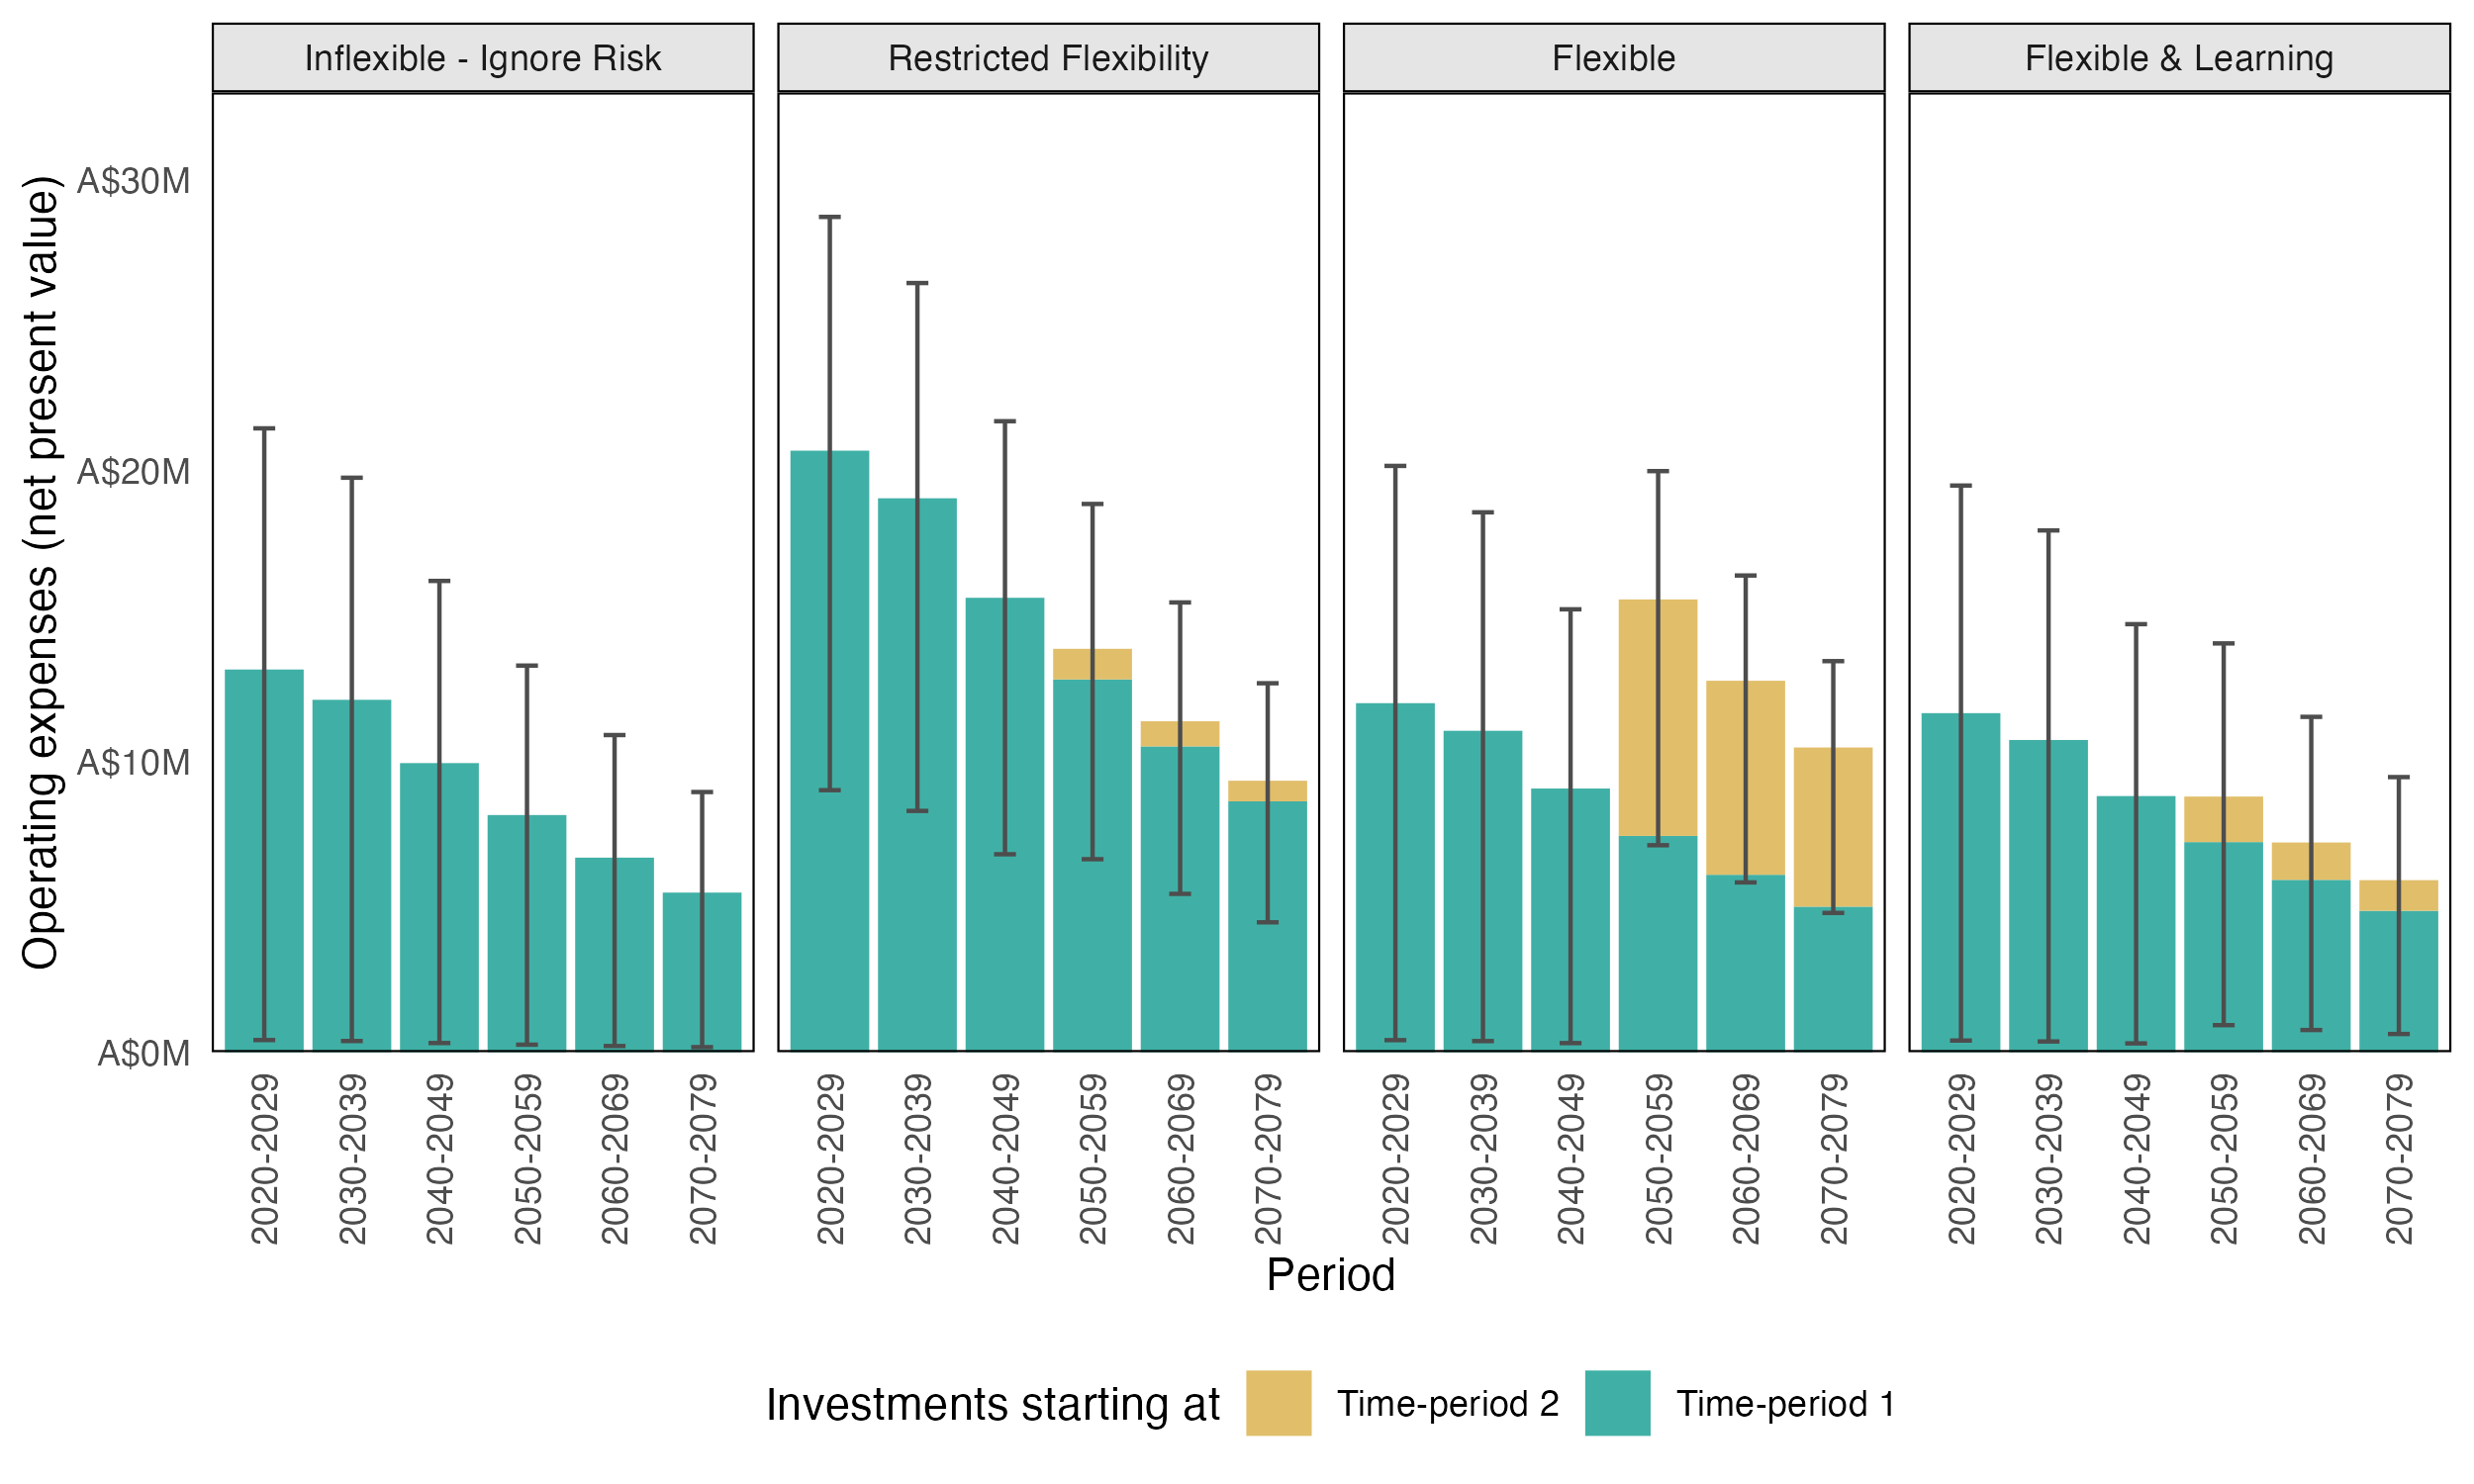 Inflexible - Ignore Risk
Restricted Flexibility
Flexible
Flexible & Learning
Operating expenses (net present value)
A$30M
A$20M
A$10M
A$0M
2020-2029
2030-2039
2040-2049
2050-2059
2060-2069
2070-2079
2020-2029
2030-2039
2040-2049
2050-2059
2060-2069
2070-2079
2020-2029
2030-2039
2040-2049
2050-2059
2060-2069
2070-2079
2020-2029
2030-2039
2040-2049
2050-2059
2060-2069
2070-2079
Period
Investments starting at
Time-period 2
Time-period 1